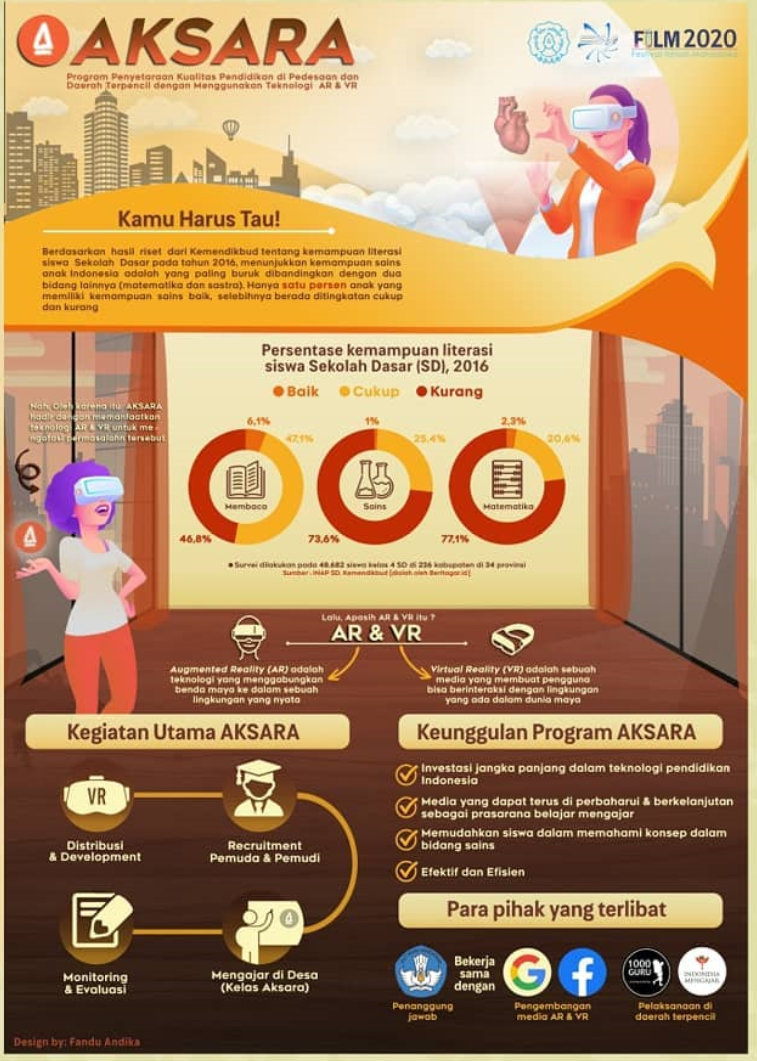 AKSARA
Program Penyetaraan Kualitas Pendidikan di Pedesaan dan
Daerah Terpencil dengan Menggunakan Teknologi AR & VR
FILM 2020
Kamu Harus Tau!
Berdasarkan hasil riset dari Kemendikbud tentang kemampuan literasi
siswa Sekolah Dasar pada tahun 2016, menunjukkan kemampuan sains
anak Indonesia adalah yang paling buruk dibandingkan dengan dua
bidang lainnya (matematika dan sastra). Hanya satu persen anak yang
memiliki kemampuan sains baik, selebihnya berada ditingkatan cukup
dan kurang
Persentase kemampuan literasi
siswa Sekolah Dasar (SD), 2016
Baik Cukup Kurang
Nah, Oleh karena itu, AKSARA
hadir dengan memanfaatkan
teknologi AR & VR untuk me -
ngatasi permasalahn tersebut
6,1%
47,1%
Membaca
46,8%
1%
25,4%
Sains
73,6%
2,3%
20,6%
Matematika
77,1%
Survei dilakukan pada 48.682 siswa kelas 4 SD di 236 kabupaten di 34 provinsi
Sumber : INAP SD, Kemendikbud [diolah oleh Beritagar.id]
Lalu, Apasih AR & VR itu ?
AR & VR
Augmented Reality (AR) adalah
teknologi yang menggabungkan
benda maya ke dalam sebuah
lingkungan yang nyata
Virtual Reality (VR) adalah sebuah
media yang membuat pengguna
bisa berinteraksi dengan lingkungan
yang ada dalam dunia maya
Kegiatan Utama AKSARA
VR
Distribusi
& Development
Recruitment
Pemuda & Pemudi
Monitoring
& Evaluasi
Mengajar di Desa
(Kelas Aksara)
Keunggulan Program AKSARA
Investasi jangka panjang dalam teknologi pendidikan
Indonesia
Media yang dapat terus di perbaharui & berkelanjutan
sebagai prasarana belajar mengajar
Memudahkan siswa dalam memahami konsep dalam
bidang sains
Efektif dan Efisien
Para pihak yang terlibat
Penanggung
jawab
Bekerja
sama
dengan
G
f
Pengembangan
media AR & VR
1000
GURU
INDONESIA
MENGAJAR
Pelaksanaan di
daerah terpencil
Design by: Fandu Andika